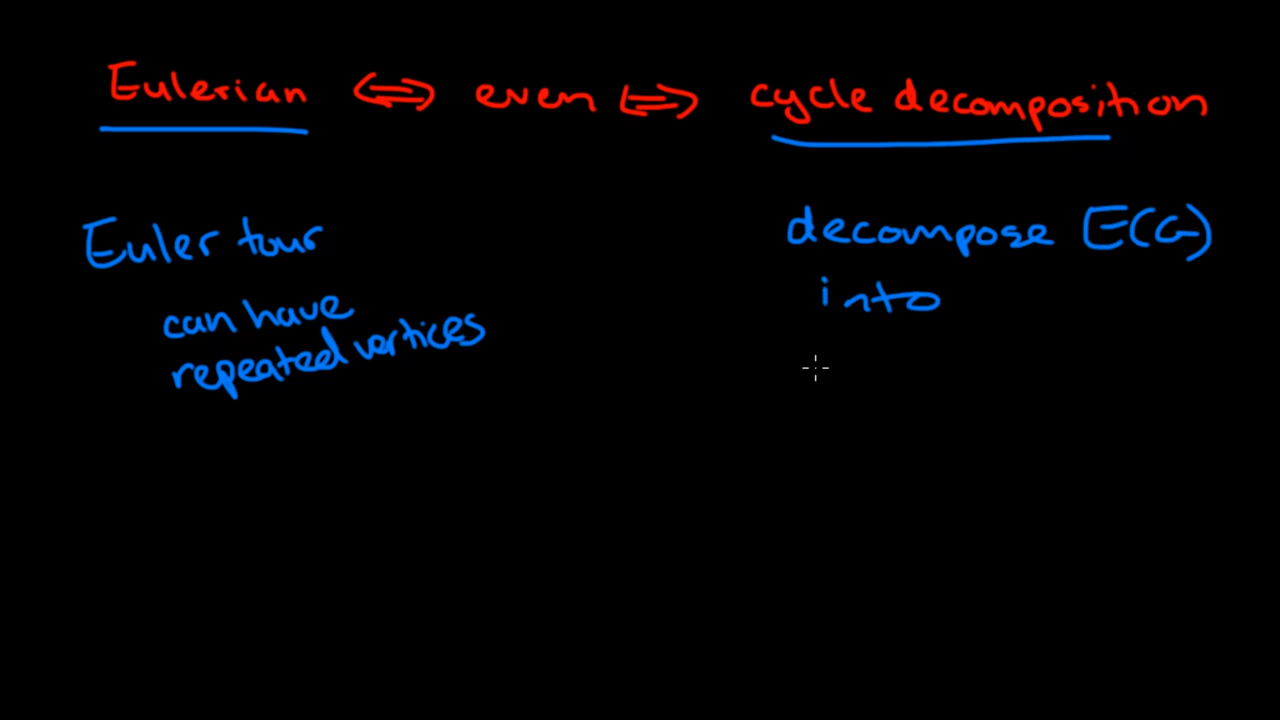 Eulerian ⇔ even ⇔ cycle decomposition
Euler tour
can have
repeated vertices
decompose E(G)
into